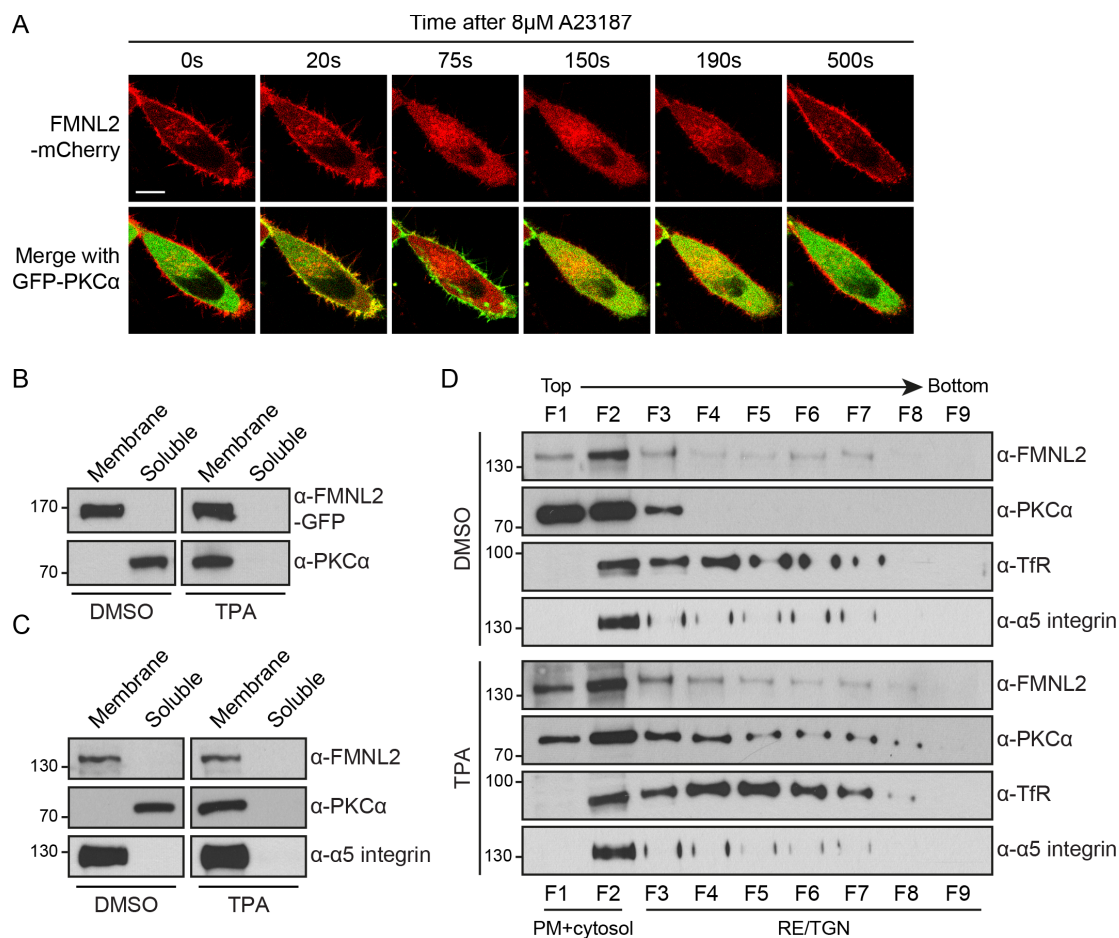 A
Time after 8µM A23187
0s 20s 75s 150s 190s 500s
FMNL2
-mCherry
Merge with
GFP-PKCα
B
Membrane Soluble Membrane Soluble
170
α-FMNL2
-GFP
70
α-PKCα
DMSO TPA
C
Membrane Soluble Membrane Soluble
130
α-FMNL2
70
α-PKCα
130
α-α5 integrin
DMSO TPA
D
Top Bottom
F1 F2 F3 F4 F5 F6 F7 F8 F9
DMSO
130
α-FMNL2
70
α-PKCα
100
α-TfR
130
α-α5 integrin
TPA
130
α-FMNL2
70
α-PKCα
100
α-TfR
130
α-α5 integrin
F1 F2 F3 F4 F5 F6 F7 F8 F9
PM+cytosol RE/TGN